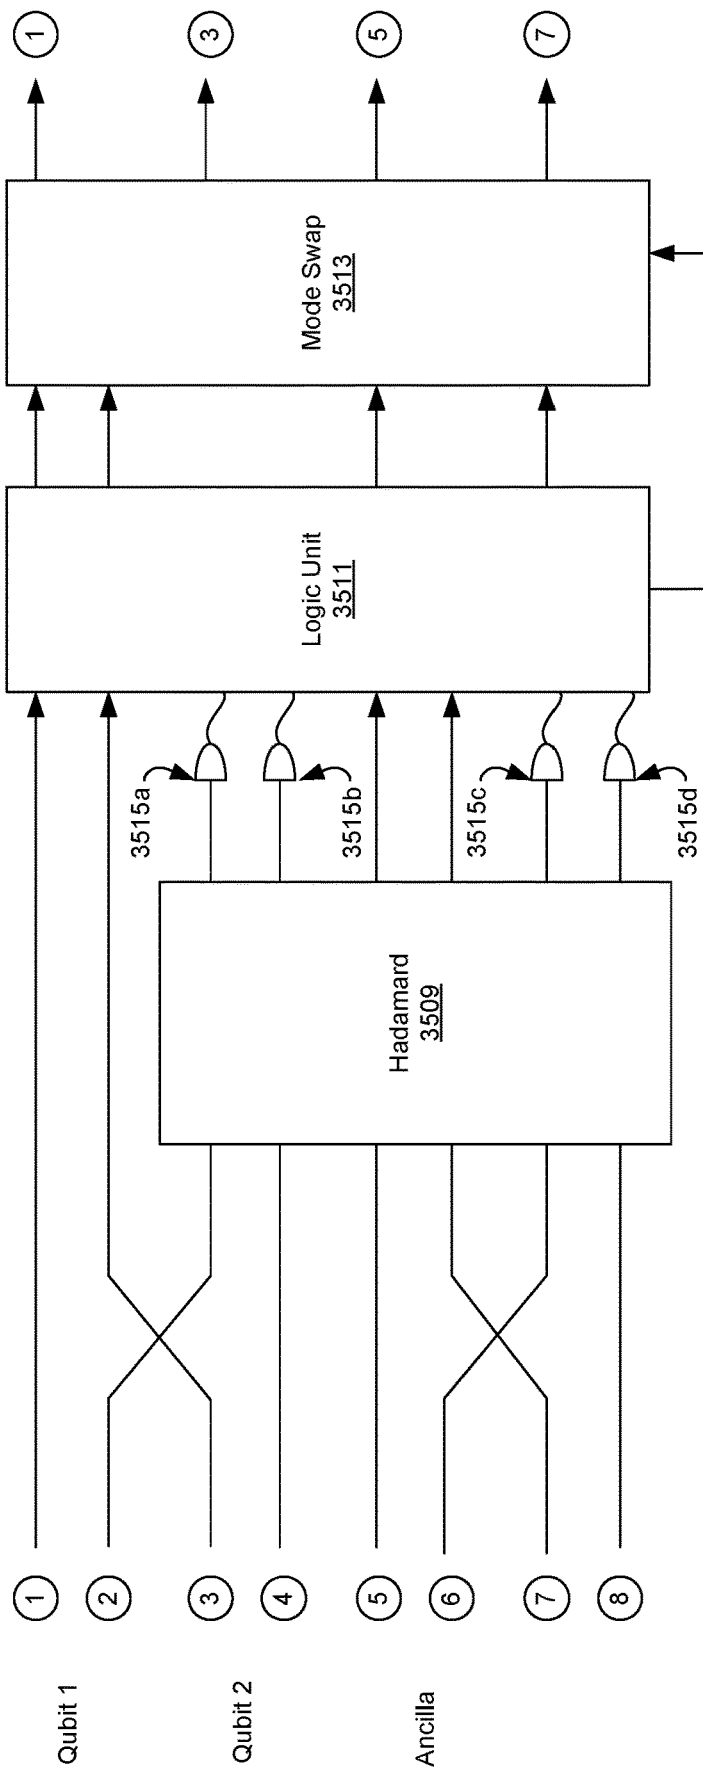 Qubit 1
Qubit 2
Ancilla
1
2
3
4
5
6
7
8
Hadamard
3509
3515a
3515b
3515c
3515d
Logic Unit
3511
Mode Swap
3513
1
3
5
7